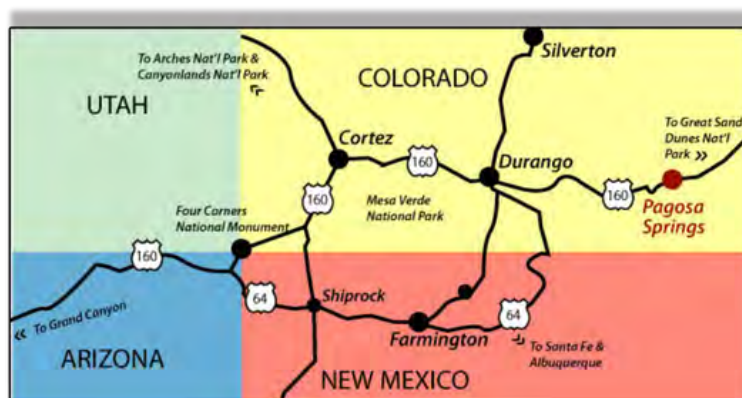 Silverton
To Arches Nat'l Park &
Canyonlands Nat'l Park
COLORADO
UTAH
To Great Sand
Dunes Nat'l
Park »
Cortez
160
Durango
160
160
Pagosa
Springs
Mesa Verde
National Park
Four Corners
National Monument
160
64
Shiprock
64
Farmington
« To Grand Canyon
To Santa Fe &
Albuquerque
ARIZONA
NEW MEXICO